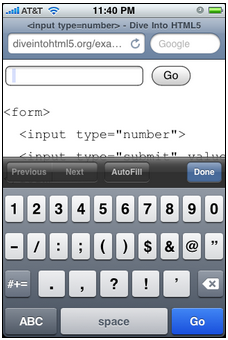 AT&T 11:40 PM
<input type=number> - Dive Into HTML5
diveintohtml5.org/exa... Google
Go
<form>
<input type="number">
<input type="submit" value
Previous Next AutoFill Done
1 2 3 4 5 6 7 8 9 0
- / : ; ( ) $ & @ "
#+= . , ? ! ' 
ABC space Go